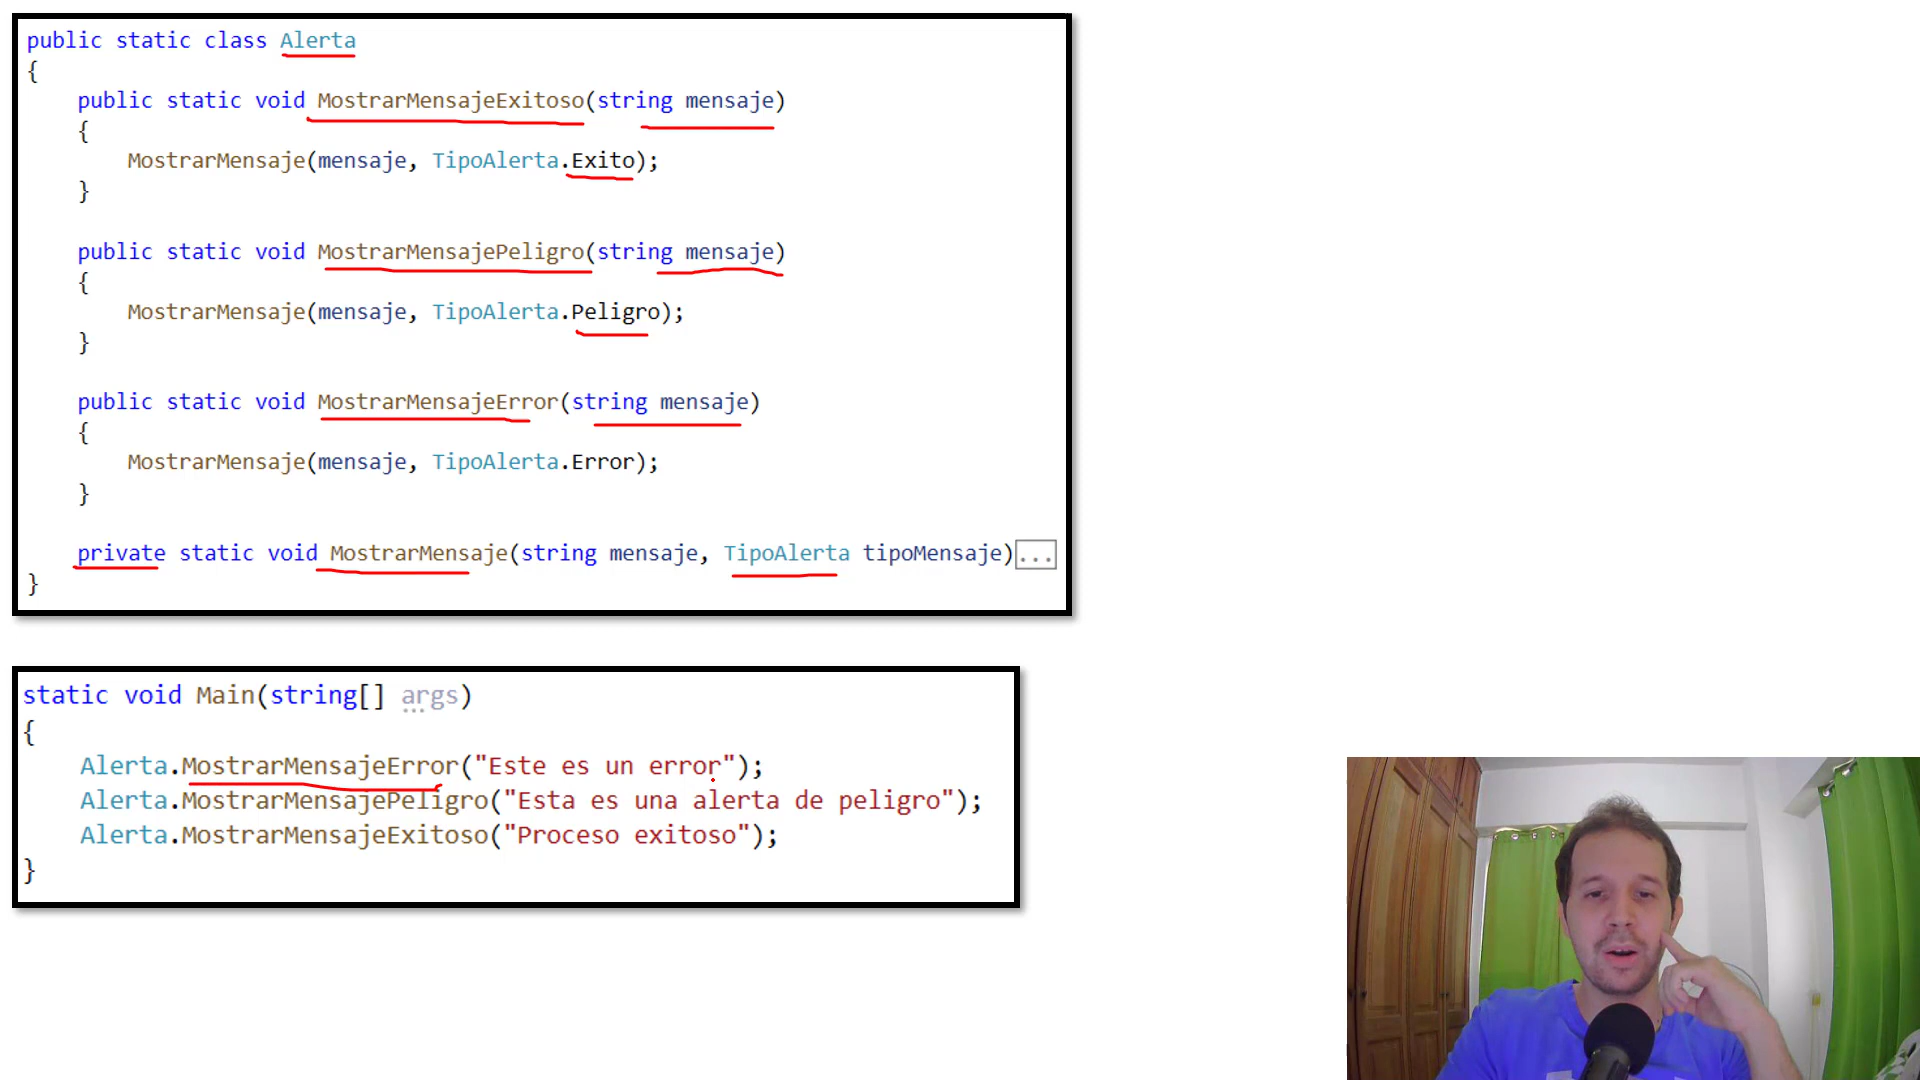 public static class Alerta
{
public static void MostrarMensajeExitoso(string mensaje)
{
MostrarMensaje(mensaje, TipoAlerta.Exito);
}
public static void MostrarMensajePeligro(string mensaje)
{
MostrarMensaje(mensaje, TipoAlerta.Peligro);
}
public static void MostrarMensajeError(string mensaje)
{
MostrarMensaje(mensaje, TipoAlerta.Error);
}
private static void MostrarMensaje(string mensaje, TipoAlerta tipoMensaje)...
}
static void Main(string[] args)
{
Alerta.MostrarMensajeError("Este es un error");
Alerta.MostrarMensajePeligro("Esta es una alerta de peligro");
Alerta.MostrarMensajeExitoso("Proceso exitoso");
}